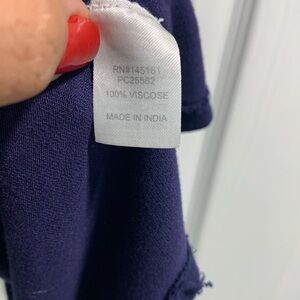 RN#145161
PC25582
100% VISCOSE
MADE IN INDIA